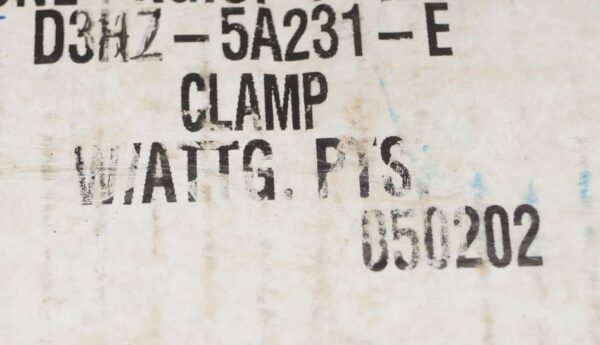 D3HZ-5A231-E
CLAMP
W/ATTG. PTS.
050202